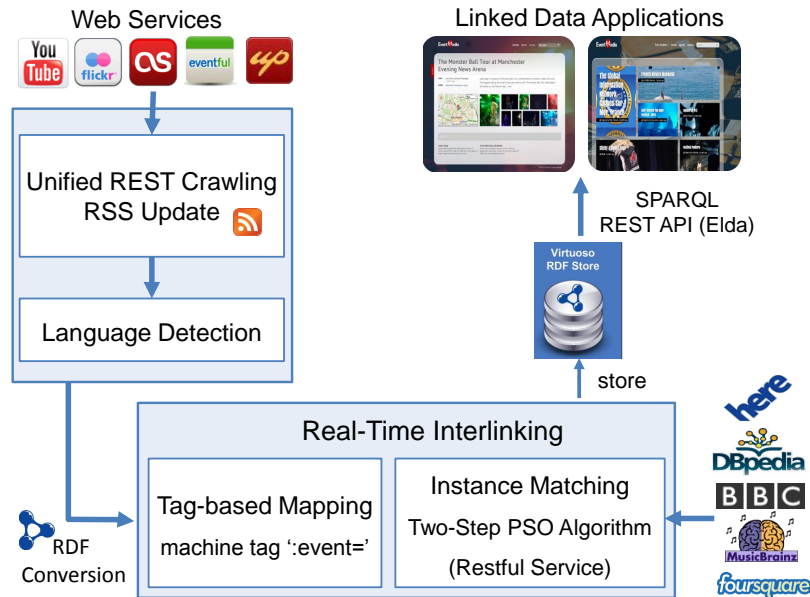 Web Services
You
Tube
flickr
eventful
up
Linked Data Applications
EventMedia
The Monster Ball Tour at Manchester
Evening News Arena
EventMedia
Unified REST Crawling
RSS Update
Language Detection
SPARQL
REST API (Elda)
Virtuoso
RDF Store
store
Real-Time Interlinking
Tag-based Mapping
machine tag ':event='
Instance Matching
Two-Step PSO Algorithm
(Restful Service)
RDF
Conversion
here
DBpedia
BBC
MusicBrainz
foursquare